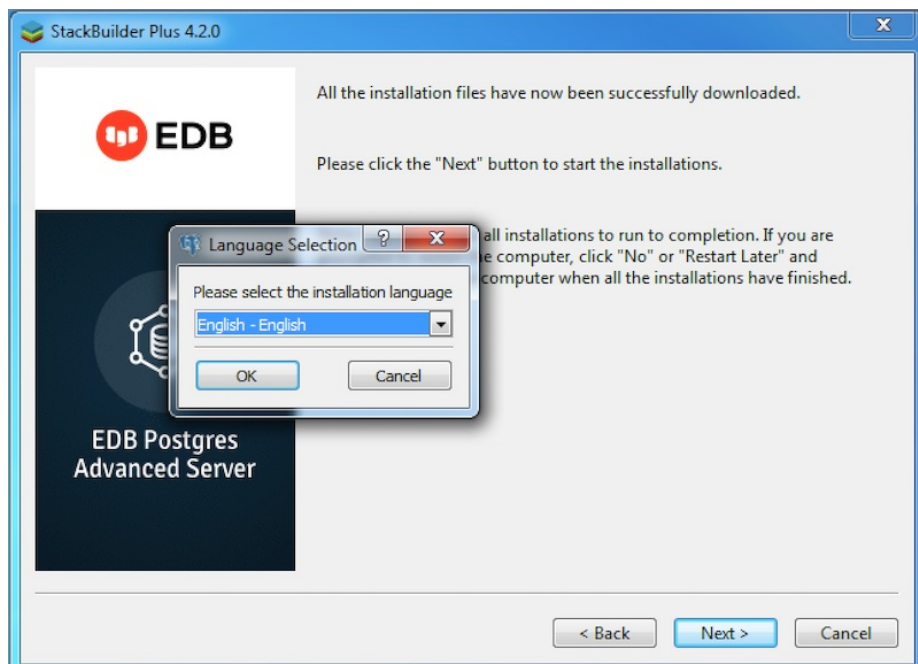 StackBuilder Plus 4.2.0
EDB
All the installation files have now been successfully downloaded.
Please click the "Next" button to start the installations.
all installations to run to completion. If you are
computer, click "No" or "Restart Later" and
computer when all the installations have finished.
Language Selection
Please select the installation language
English - English
OK
Cancel
EDB Postgres
Advanced Server
< Back
Next >
Cancel